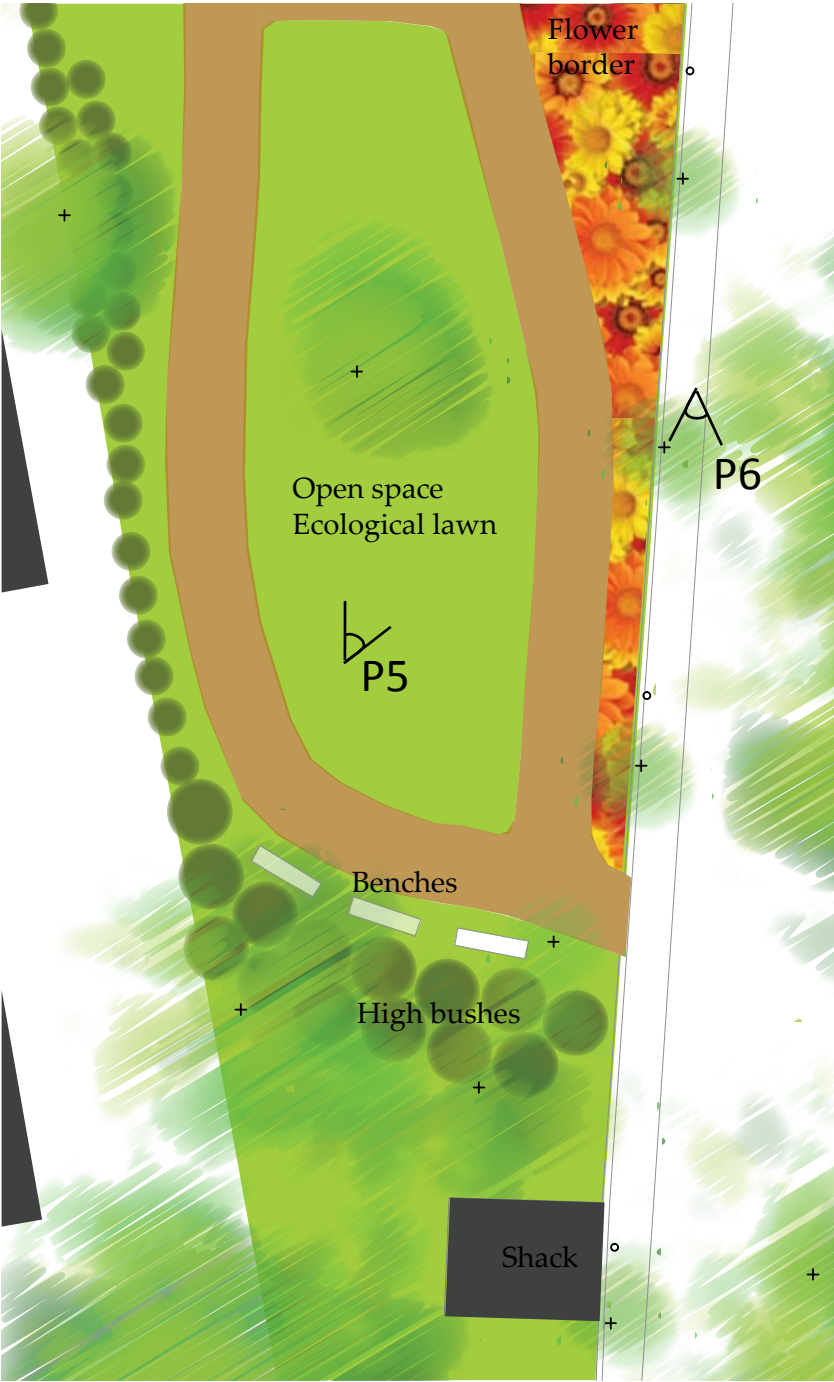 Flower
border
P6
Open space
Ecological lawn
P5
Benches
High bushes
Shack